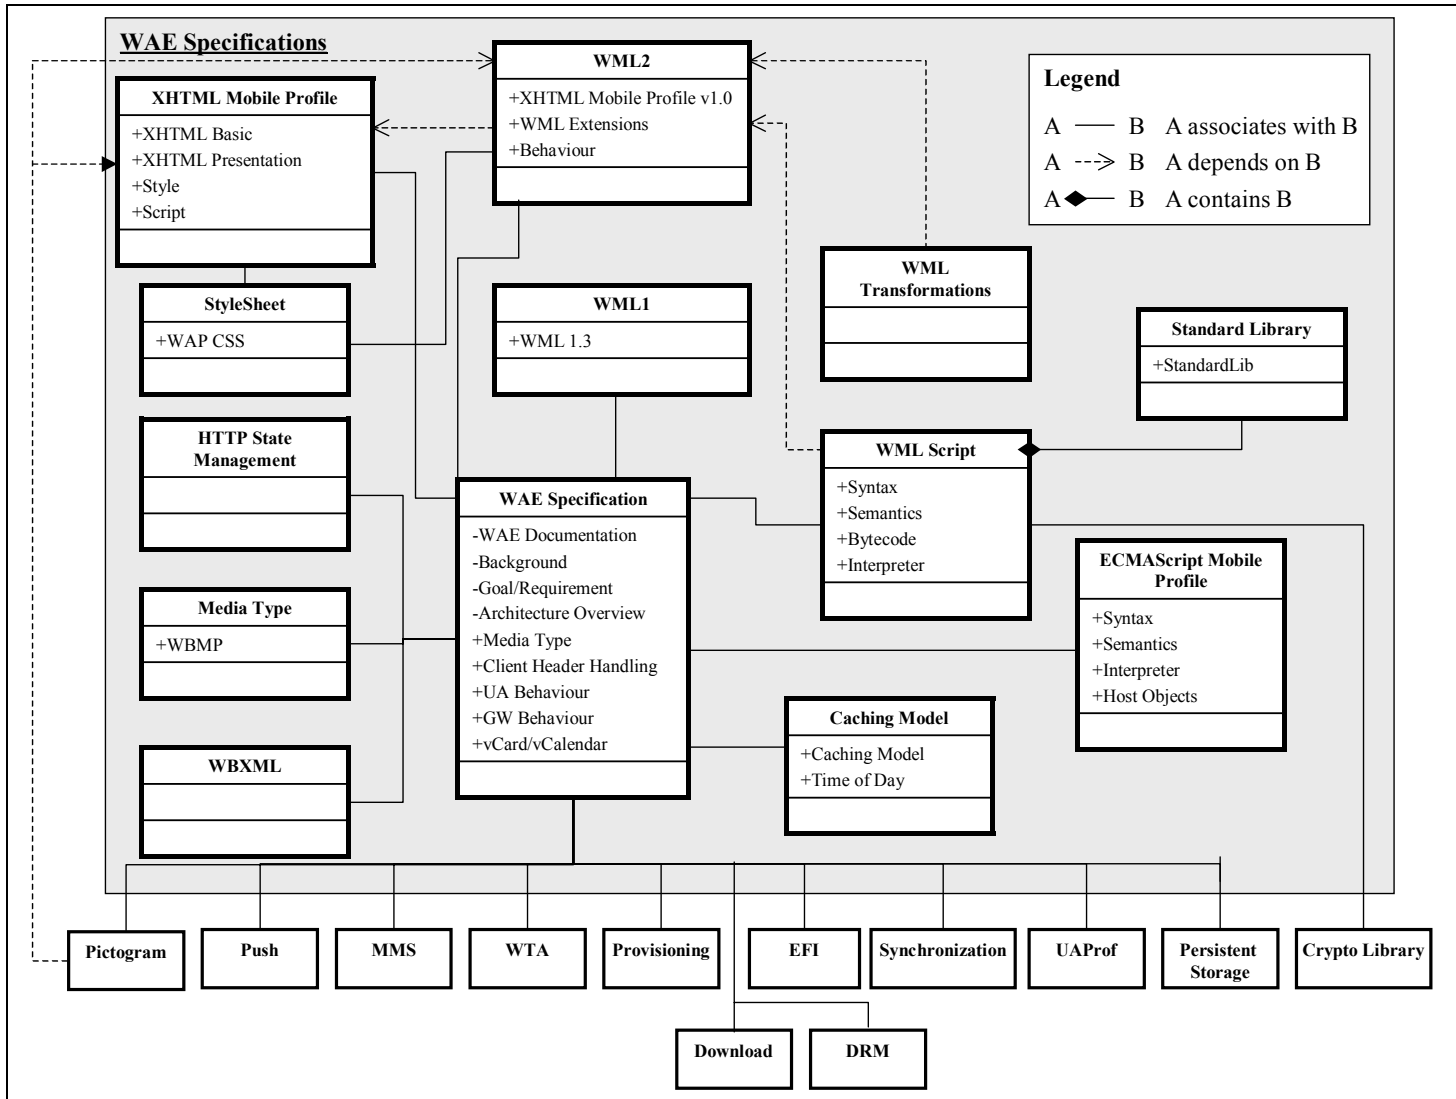 WAE Specifications
WML2
+XHTML Mobile Profile v1.0
+WML Extensions
+Behaviour
Legend
A B A associates with B
A B A depends on B
A B A contains B
XHTML Mobile Profile
+XHTML Basic
+XHTML Presentation
+Style
+Script
WML
Transformations
StyleSheet
+WAP CSS
WML1
+WML 1.3
Standard Library
+StandardLib
HTTP State
Management
WML Script
+Syntax
+Semantics
+Bytecode
+Interpreter
WAE Specification
-WAE Documentation
-Background
-Goal/Requirement
-Architecture Overview
+Media Type
+Client Header Handling
+UA Behaviour
+GW Behaviour
+vCard/vCalendar
ECMAScript Mobile
Profile
+Syntax
+Semantics
+Interpreter
+Host Objects
Media Type
+WBMP
Caching Model
+Caching Model
+Time of Day
WBXML
Pictogram
Push
MMS
WTA
Provisioning
EFI
Synchronization
UAProf
Persistent
Storage
Crypto Library
Download
DRM